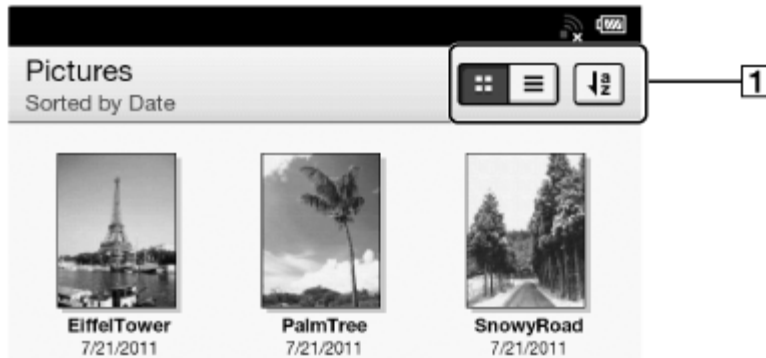 Pictures
Sorted by Date
a
z
1
EiffelTower
PalmTree
SnowyRoad
7/21/2011
7/21/2011
7/21/2011